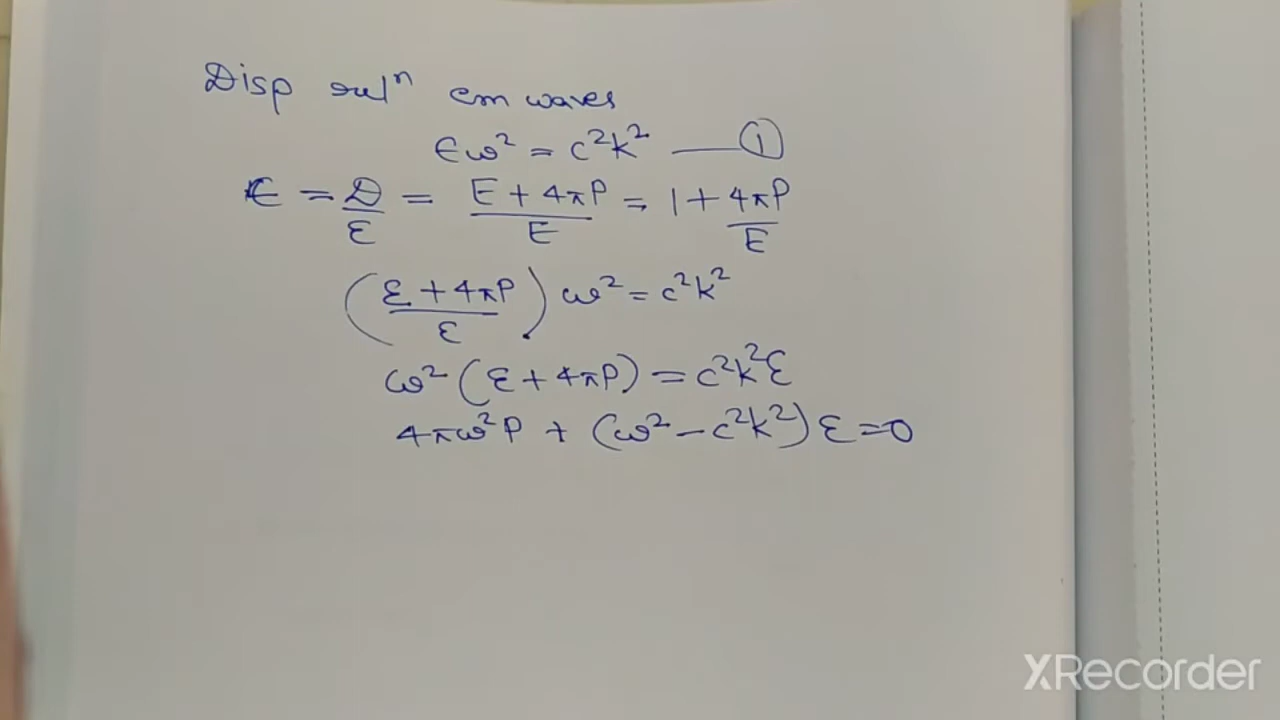 Disp relⁿ em waves
εω² = c²k² —— ①
ε = D/E = E + 4πP/E = 1 + 4πP/E
(E + 4πP/E) ω² = c²k²
ω² (E + 4πP) = c²k²E
4πω²P + (ω² – c²k²) E = 0
XRecorder